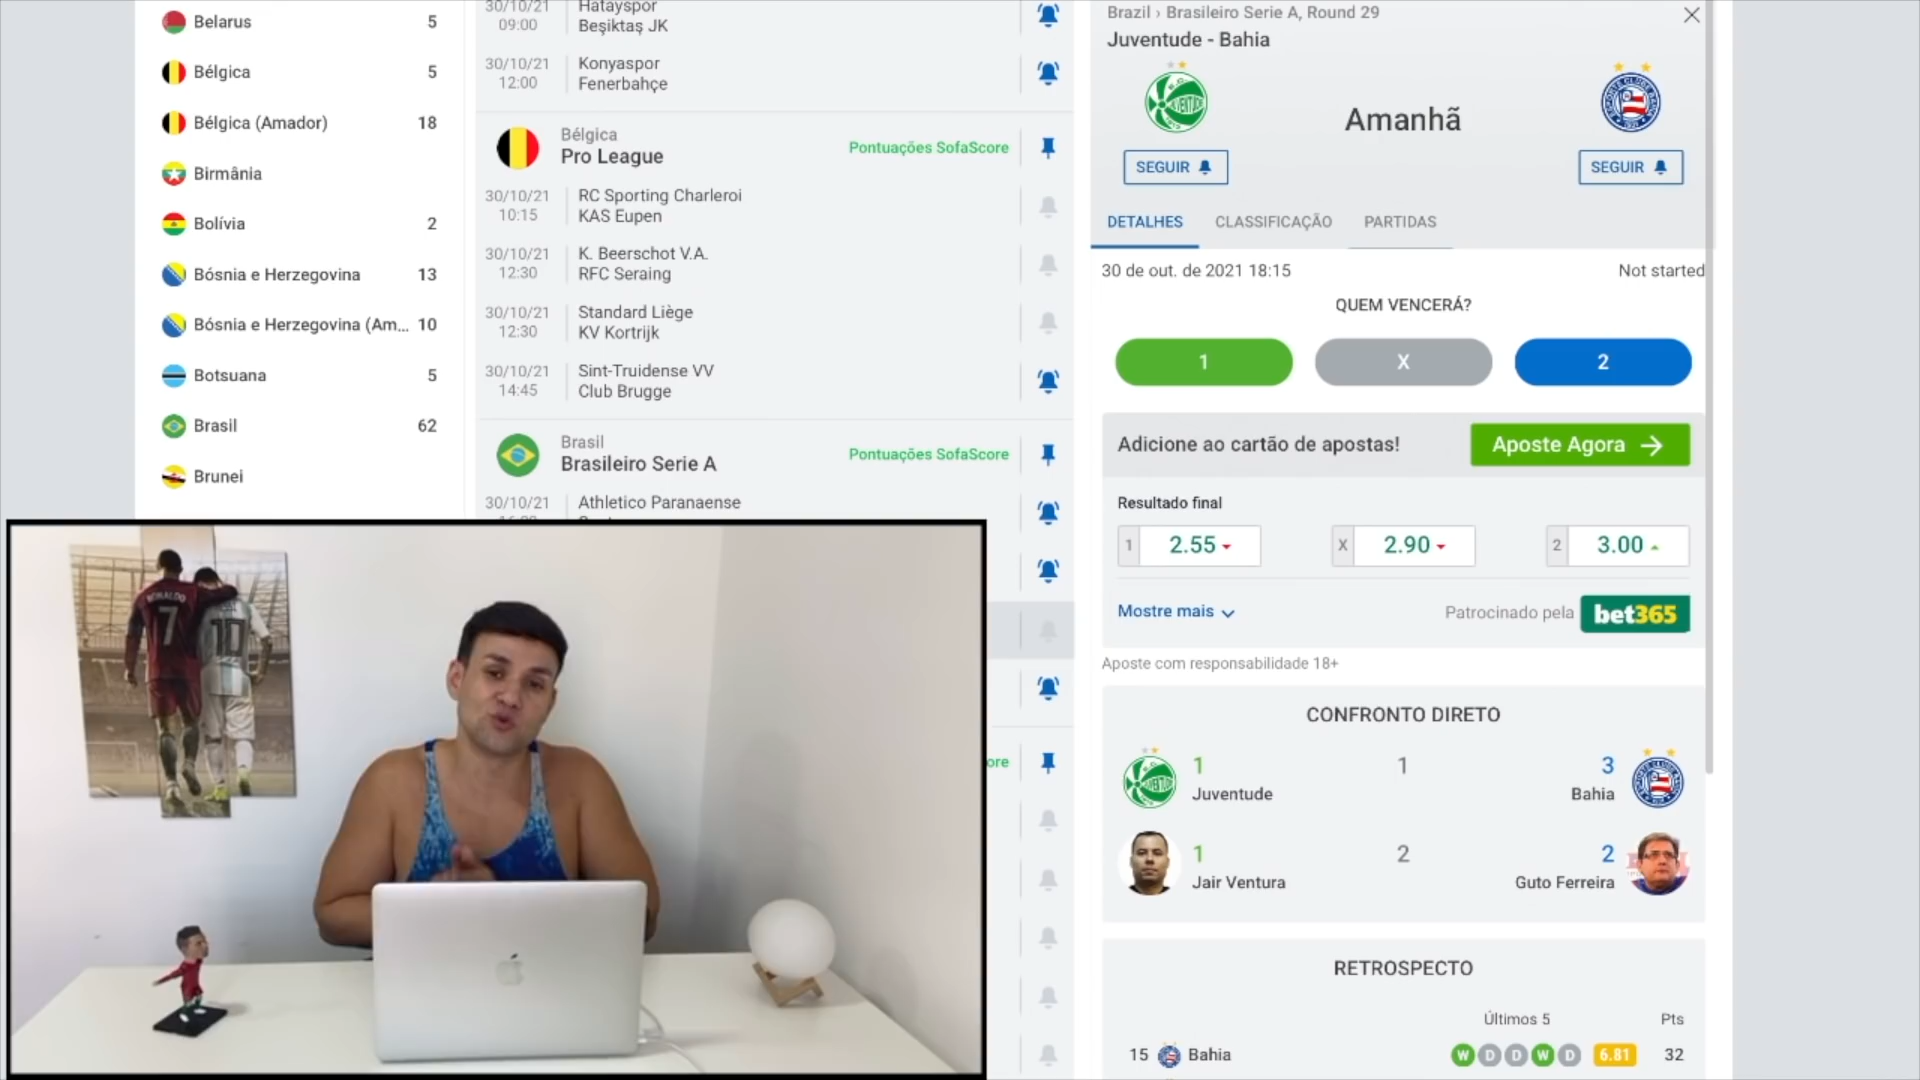 Belarus 5
Bélgica 5
Bélgica (Amador) 18
Birmânia
Bolívia 2
Bósnia e Herzegovina 13
Bósnia e Herzegovina (Am... 10
Botsuana 5
Brasil 62
Brunei
30/10/21 Hatayspor
09:00 Beşiktaş JK
30/10/21 Konyaspor
12:00 Fenerbahçe
Bélgica
Pro League Pontuações SofaScore
30/10/21 RC Sporting Charleroi
10:15 KAS Eupen
30/10/21 K. Beerschot V.A.
12:30 RFC Seraing
30/10/21 Standard Liège
12:30 KV Kortrijk
30/10/21 Sint-Truidense VV
14:45 Club Brugge
Brasil
Brasileiro Serie A Pontuações SofaScore
30/10/21 Athletico Paranaense
ore
RONALDO
7
10
Brazil › Brasileiro Serie A, Round 29
Juventude - Bahia
Amanhã
SEGUIR SEGUIR
DETALHES CLASSIFICAÇÃO PARTIDAS
30 de out. de 2021 18:15 Not started
QUEM VENCERÁ?
1 X 2
Adicione ao cartão de apostas! Aposte Agora →
Resultado final
1 2.55 X 2.90 2 3.00
Mostre mais Patrocinado pela bet365
Aposte com responsabilidade 18+
CONFRONTO DIRETO
1 1 3
Juventude Bahia
1 2 2
Jair Ventura Guto Ferreira
RETROSPECTO
Últimos 5 Pts
15 Bahia W D D W D 6.81 32